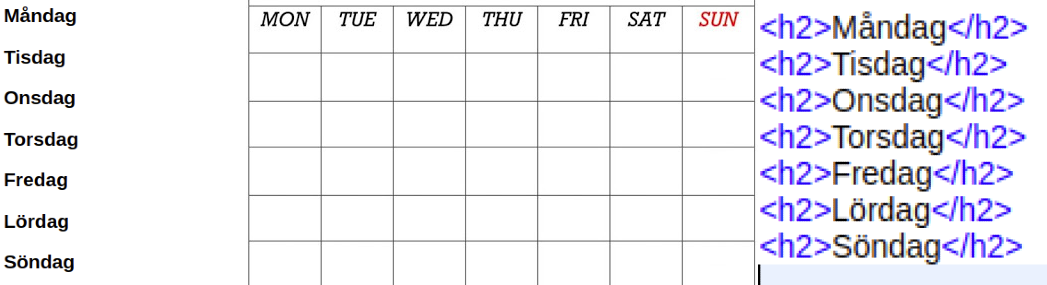 Måndag
Tisdag
Onsdag
Torsdag
Fredag
Lördag
Söndag
MON TUE WED THU FRI SAT SUN
<h2>Måndag</h2>
<h2>Tisdag</h2>
<h2>Onsdag</h2>
<h2>Torsdag</h2>
<h2>Fredag</h2>
<h2>Lördag</h2>
<h2>Söndag</h2>